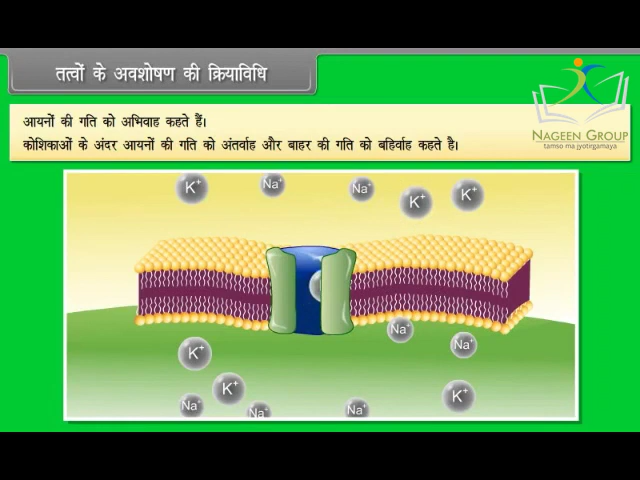 तत्वों के अवशोषण की क्रियाविधि
NAGEEN GROUP
tamso ma jyotirgamaya
आयनों की गति को अभिवाह कहते हैं।
कोशिकाओं के अंदर आयनों की गति को अंतर्वाह और बाहर की गति को बहिर्वाह कहते है।
K⁺ Na⁺ Na⁺ K⁺ K⁺
Na⁺ Na⁺
K⁺
K⁺ K⁺
Na⁺ Na⁺ Na⁺